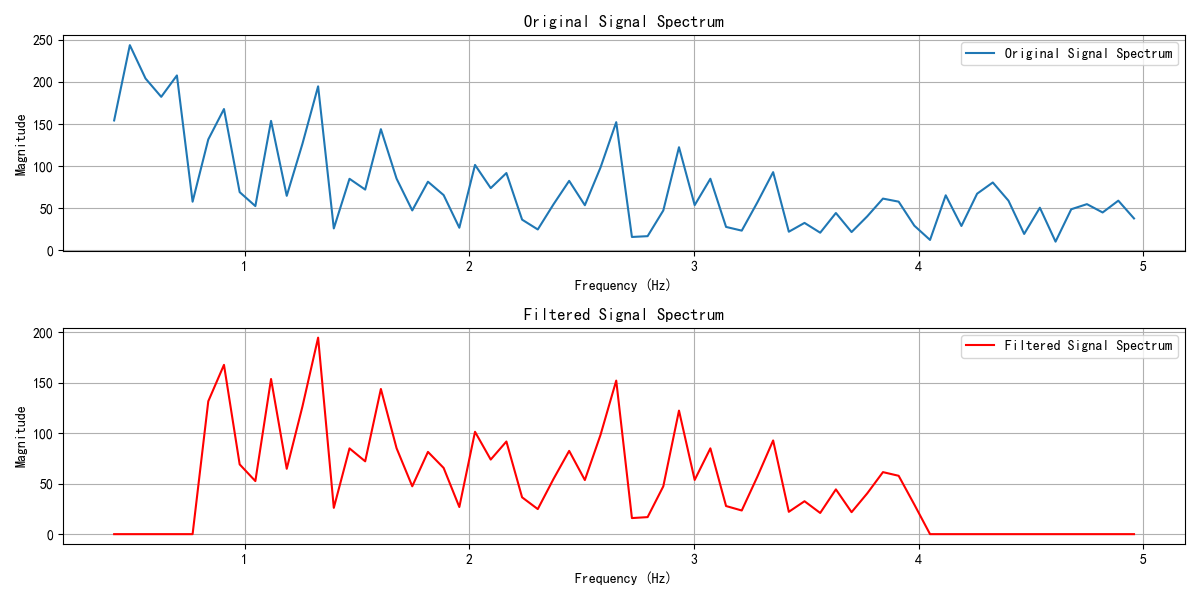 Original Signal Spectrum
250
200
150
100
50
0
Magnitude
Original Signal Spectrum
1
2
3
4
5
Frequency (Hz)
Filtered Signal Spectrum
200
150
100
50
0
Magnitude
Filtered Signal Spectrum
1
2
3
4
5
Frequency (Hz)